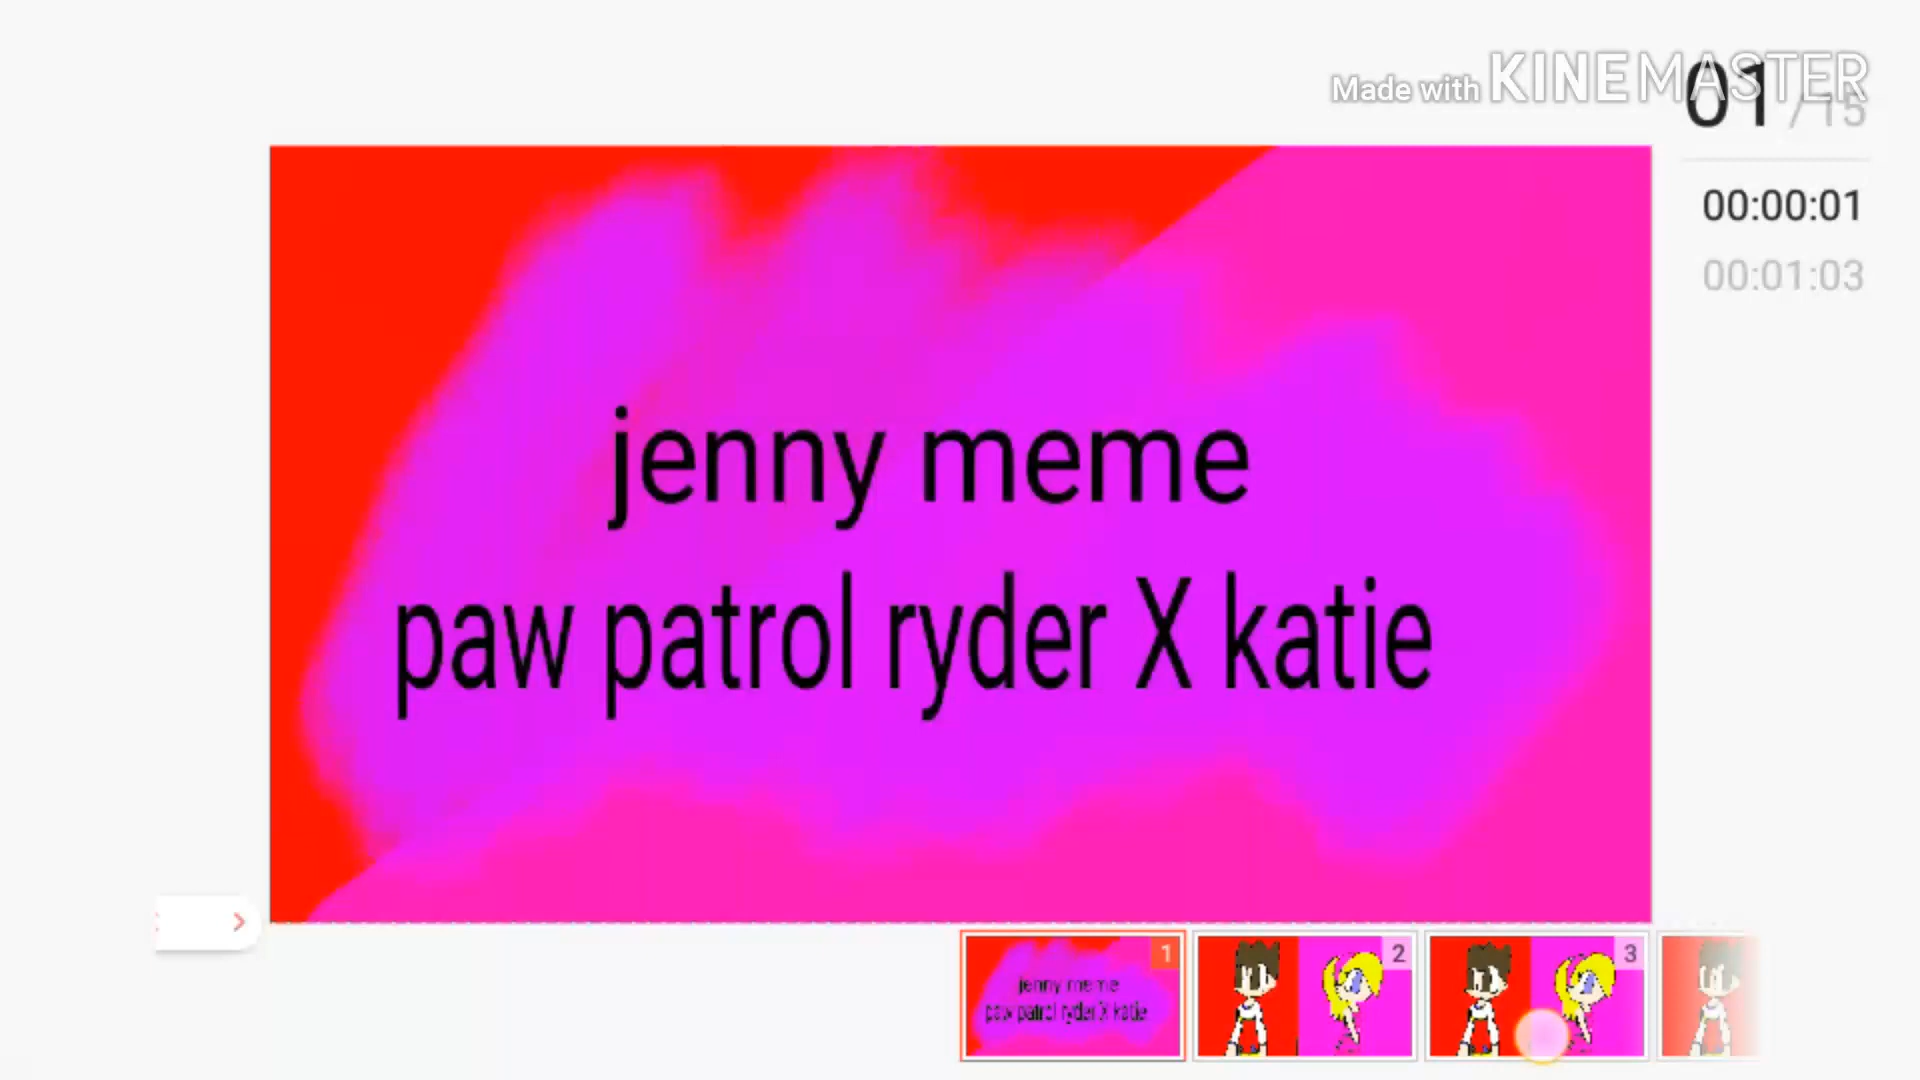 Made with KINEMASTER
01 /15
00:00:01
00:01:03
jenny meme
paw patrol ryder X katie
1
2
3
jenny meme
paw patrol ryder X katie